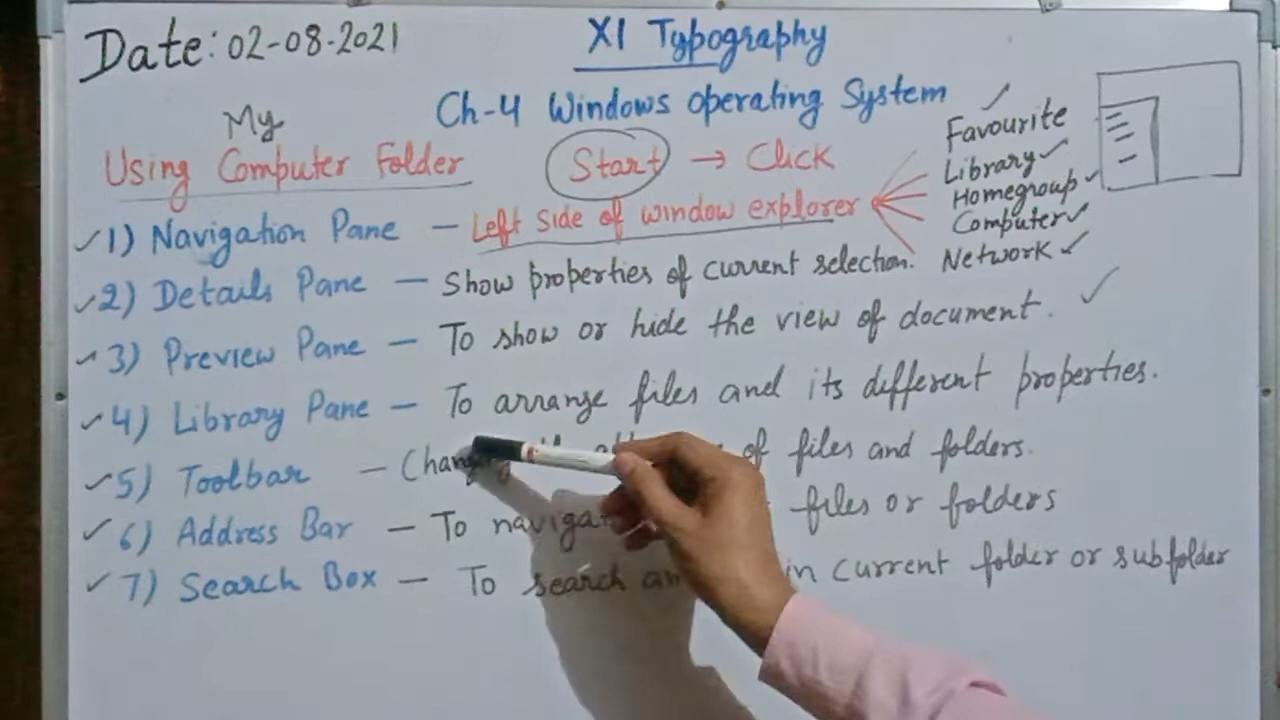 Date: 02-08-2021
XI Typography
Ch-4 Windows Operating System
My
Using Computer Folder
Start → Click
Favourite ✓
Library ✓
Homegroup ✓
Computer ✓
Network ✓
✓ 1) Navigation Pane — Left side of window explorer
✓ 2) Details Pane — Show properties of current selection.
✓ 3) Preview Pane — To show or hide the view of document. ✓
✓ 4) Library Pane — To arrange files and its different properties.
✓ 5) Toolbar — of files and folders.
✓ 6) Address Bar — To files or folders
✓ 7) Search Box — To search in current folder or subfolder